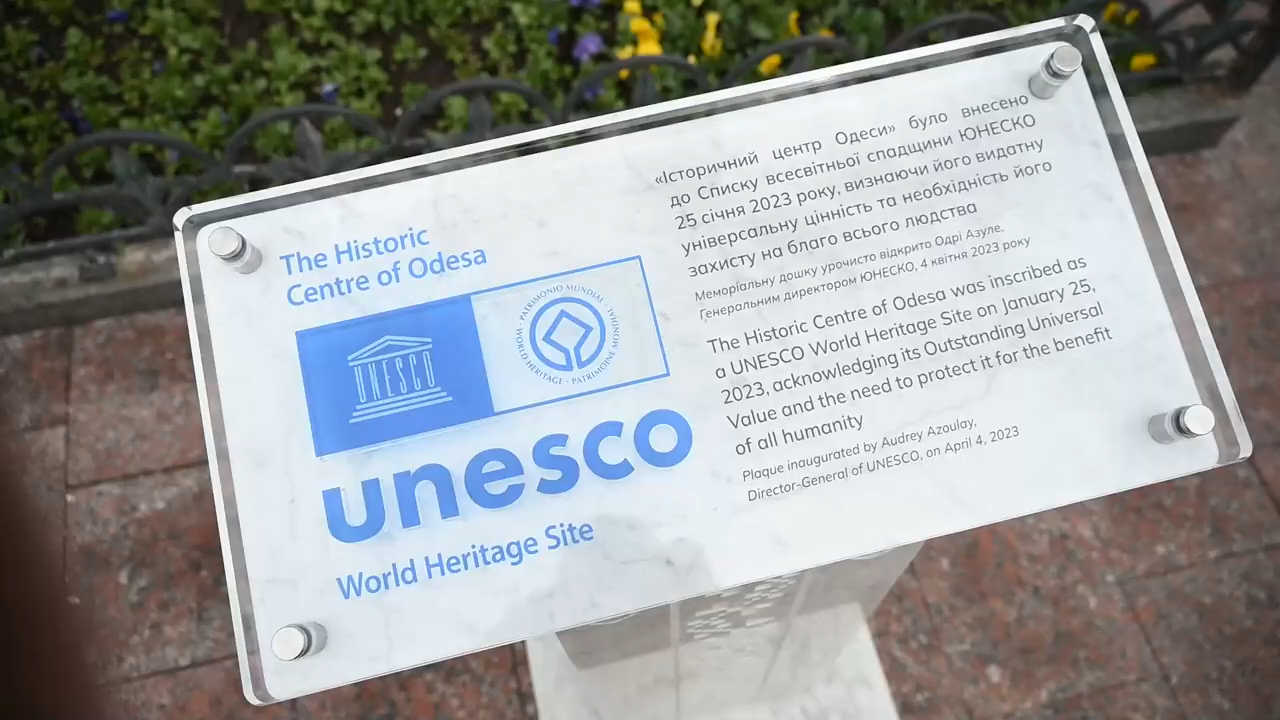 The Historic
Centre of Odesa
UNESCO
WORLD HERITAGE · PATRIMONIO MUNDIAL · PATRIMOINE MONDIAL ·
unesco
World Heritage Site
«Історичний центр Одеси» було внесено
до Списку всесвітньої спадщини ЮНЕСКО
25 січня 2023 року, визнаючи його видатну
універсальну цінність та необхідність його
захисту на благо всього людства
Меморіальну дошку урочисто відкрито Одрі Азуле,
Генеральним директором ЮНЕСКО, 4 квітня 2023 року
The Historic Centre of Odesa was inscribed as
a UNESCO World Heritage Site on January 25,
2023, acknowledging its Outstanding Universal
Value and the need to protect it for the benefit
of all humanity
Plaque inaugurated by Audrey Azoulay,
Director-General of UNESCO, on April 4, 2023